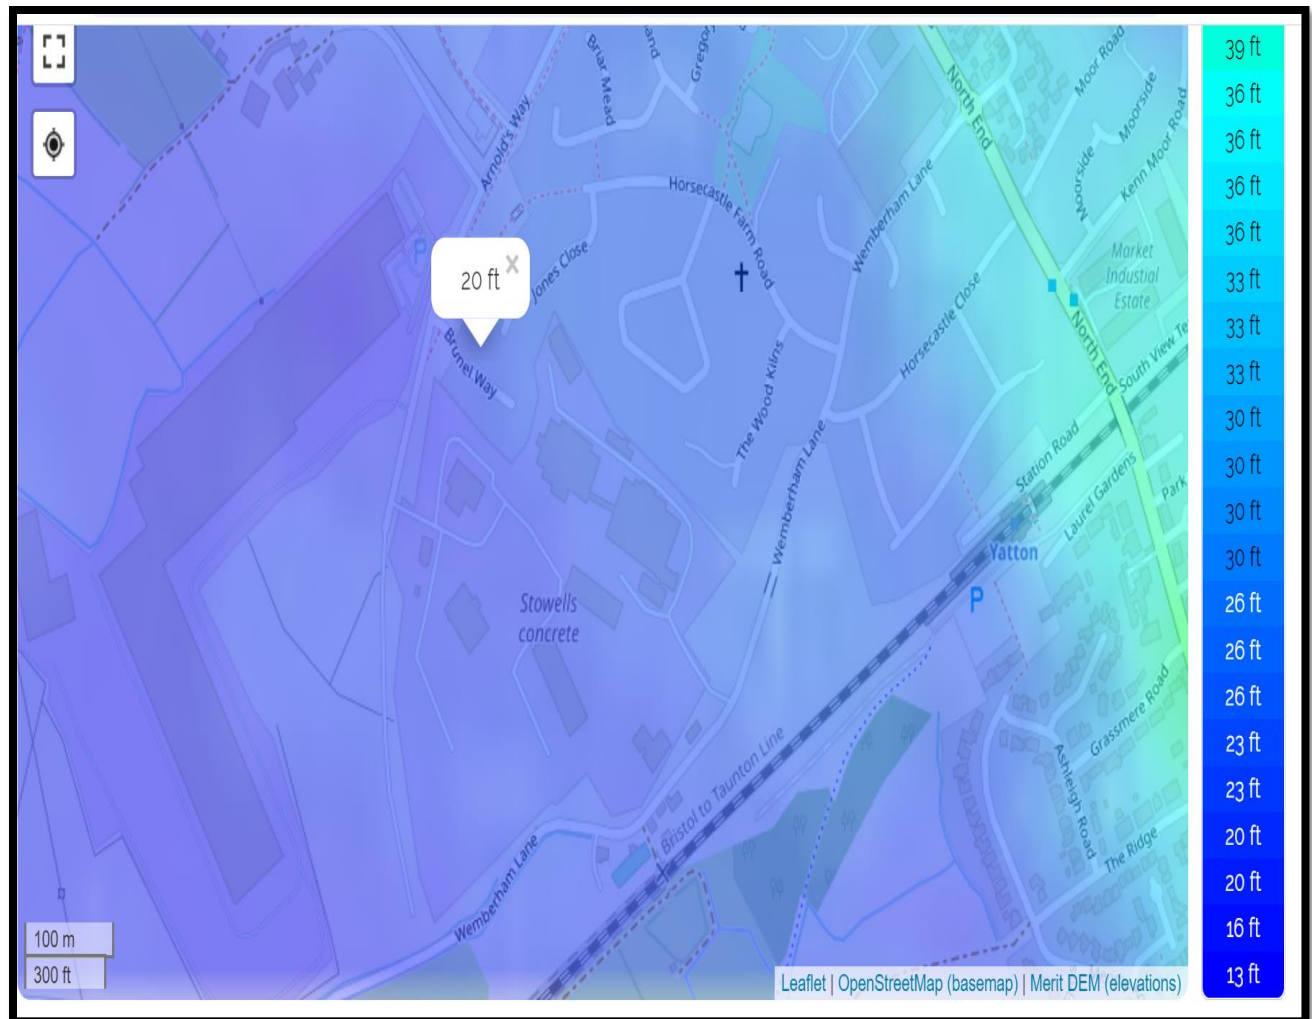 39 ft
36 ft
36 ft
36 ft
36 ft
33 ft
33 ft
33 ft
30 ft
30 ft
30 ft
30 ft
26 ft
26 ft
26 ft
23 ft
23 ft
20 ft
20 ft
16 ft
13 ft
Briar Mead
Gregor
North End
Moor Road
Moorside
Moorside
Kenn Moor Road
Arnold's Way
Horsecastle Farm Road
Wemberham Lane
Market
Industial
Estate
P
20 ft ×
Jones Close
Brunel Way
Horsecastle Close
North End
South View Te
The Wood Kilns
Station Road
Laurel Gardens
Park
Wemberham Lane
Yatton
P
Stowells
concrete
Grassmere Road
Ashleigh Road
Bristol to Taunton Line
The Ridge
Wemberham Lane
100 m
300 ft
Leaflet | OpenStreetMap (basemap) | Merit DEM (elevations)